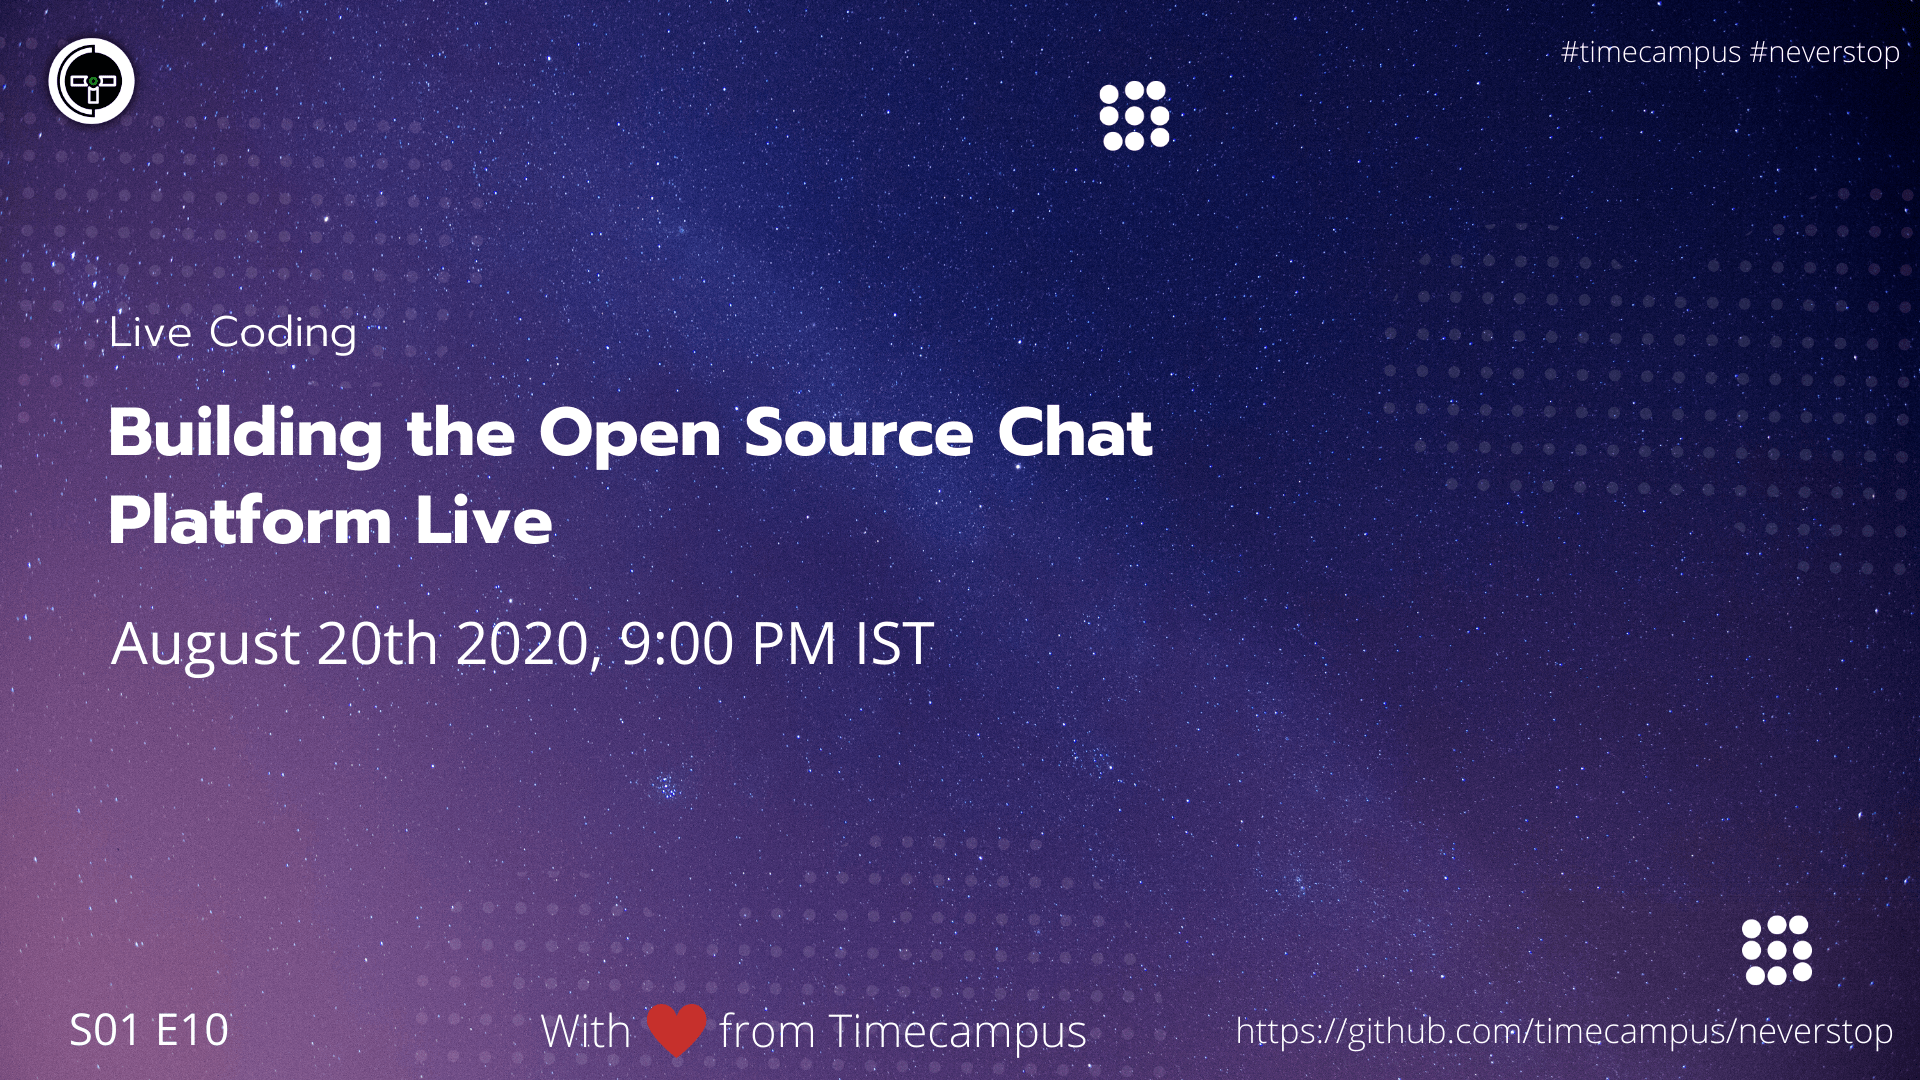 #timecampus #neverstop
Live Coding
Building the Open Source Chat
Platform Live
August 20th 2020, 9:00 PM IST
S01 E10
With ❤ from Timecampus
https://github.com/timecampus/neverstop